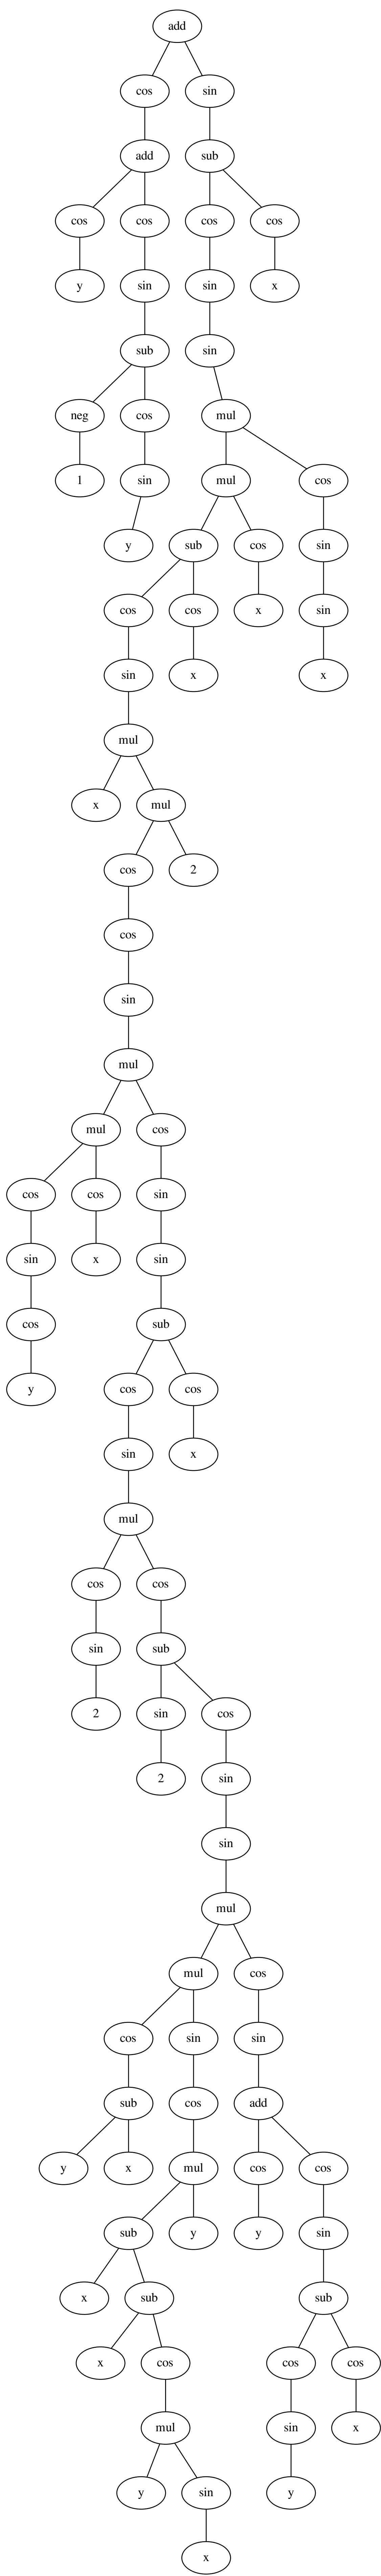 add
cos sin
add sub
cos cos cos cos
y sin sin x
sub sin
neg cos mul
1 sin mul cos
y sub cos sin
cos cos x sin
sin x x
mul
x mul
cos 2
cos
sin
mul
mul cos
cos cos sin
sin x sin
cos sub
y cos cos
sin x
mul
cos cos
sin sub
2 sin cos
2 sin
sin
mul
mul cos
cos sin sin
sub cos add
y x mul cos cos
sub y y sin
x sub sub
x cos cos cos
mul sin x
y sin y
x